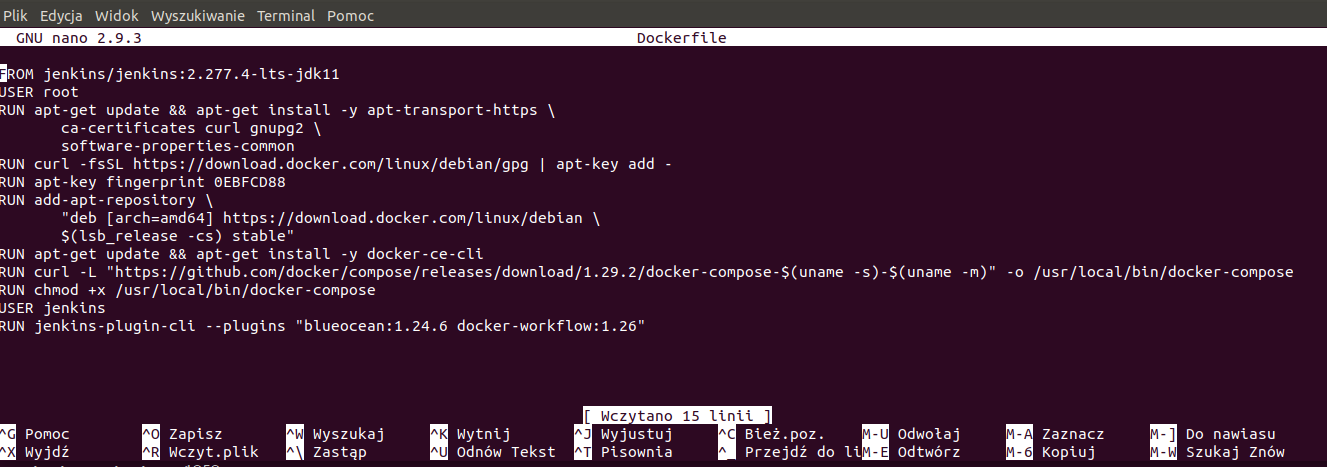 Plik Edycja Widok Wyszukiwanie Terminal Pomoc
GNU nano 2.9.3 Dockerfile
FROM jenkins/jenkins:2.277.4-lts-jdk11
USER root
RUN apt-get update && apt-get install -y apt-transport-https \
ca-certificates curl gnupg2 \
software-properties-common
RUN curl -fsSL https://download.docker.com/linux/debian/gpg | apt-key add -
RUN apt-key fingerprint 0EBFCD88
RUN add-apt-repository \
"deb [arch=amd64] https://download.docker.com/linux/debian \
$(lsb_release -cs) stable"
RUN apt-get update && apt-get install -y docker-ce-cli
RUN curl -L "https://github.com/docker/compose/releases/download/1.29.2/docker-compose-$(uname -s)-$(uname -m)" -o /usr/local/bin/docker-compose
RUN chmod +x /usr/local/bin/docker-compose
USER jenkins
RUN jenkins-plugin-cli --plugins "blueocean:1.24.6 docker-workflow:1.26"
[ Wczytano 15 linii ]
^G Pomoc ^O Zapisz ^W Wyszukaj ^K Wytnij ^J Wyjustuj ^C Bież.poz. M-U Odwołaj M-A Zaznacz M-] Do nawiasu
^X Wyjdź ^R Wczyt.plik ^\ Zastąp ^U Odnów Tekst ^T Pisownia ^_ Przejdź do li M-E Odtwórz M-6 Kopiuj M-W Szukaj Znów